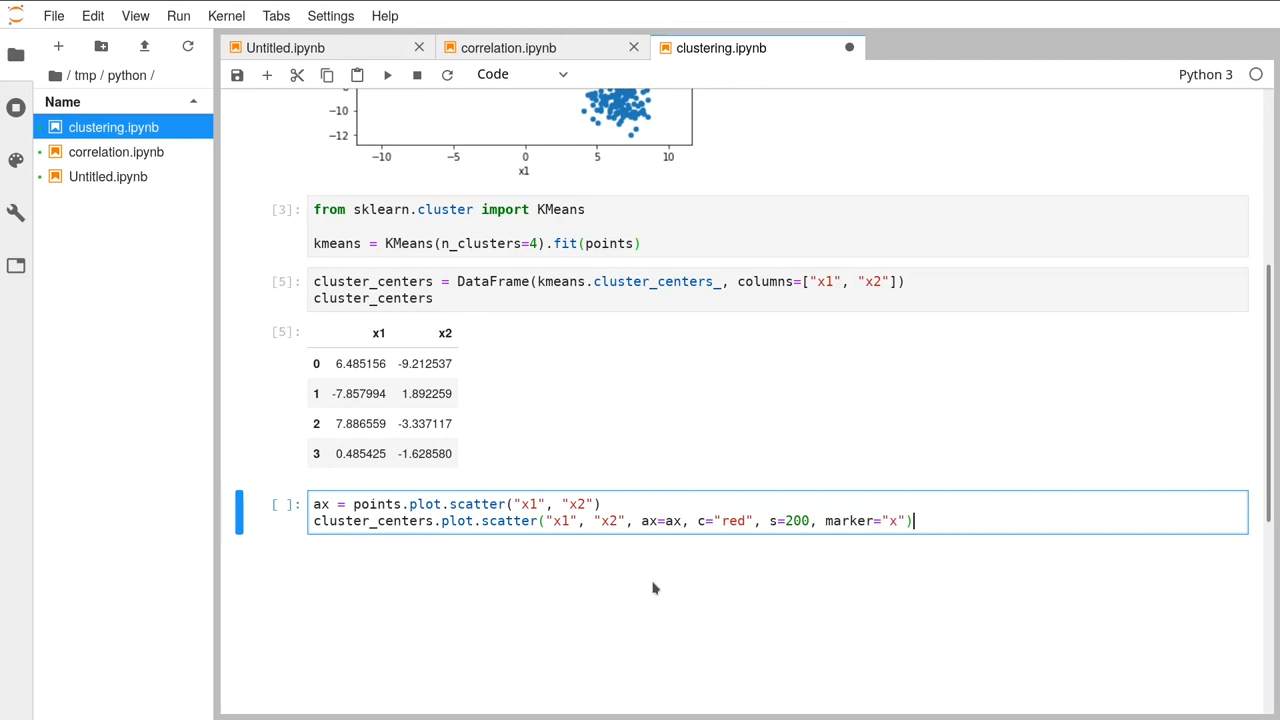 File Edit View Run Kernel Tabs Settings Help
Untitled.ipynb correlation.ipynb clustering.ipynb
Code Python 3
/ tmp / python /
Name
clustering.ipynb
correlation.ipynb
Untitled.ipynb
−10
−12
−10 −5 0 5 10
x1
[3]: from sklearn.cluster import KMeans
kmeans = KMeans(n_clusters=4).fit(points)
[5]: cluster_centers = DataFrame(kmeans.cluster_centers_, columns=["x1", "x2"])
cluster_centers
[5]: x1 x2
0 6.485156 -9.212537
1 -7.857994 1.892259
2 7.886559 -3.337117
3 0.485425 -1.628580
[ ]: ax = points.plot.scatter("x1", "x2")
cluster_centers.plot.scatter("x1", "x2", ax=ax, c="red", s=200, marker="x")